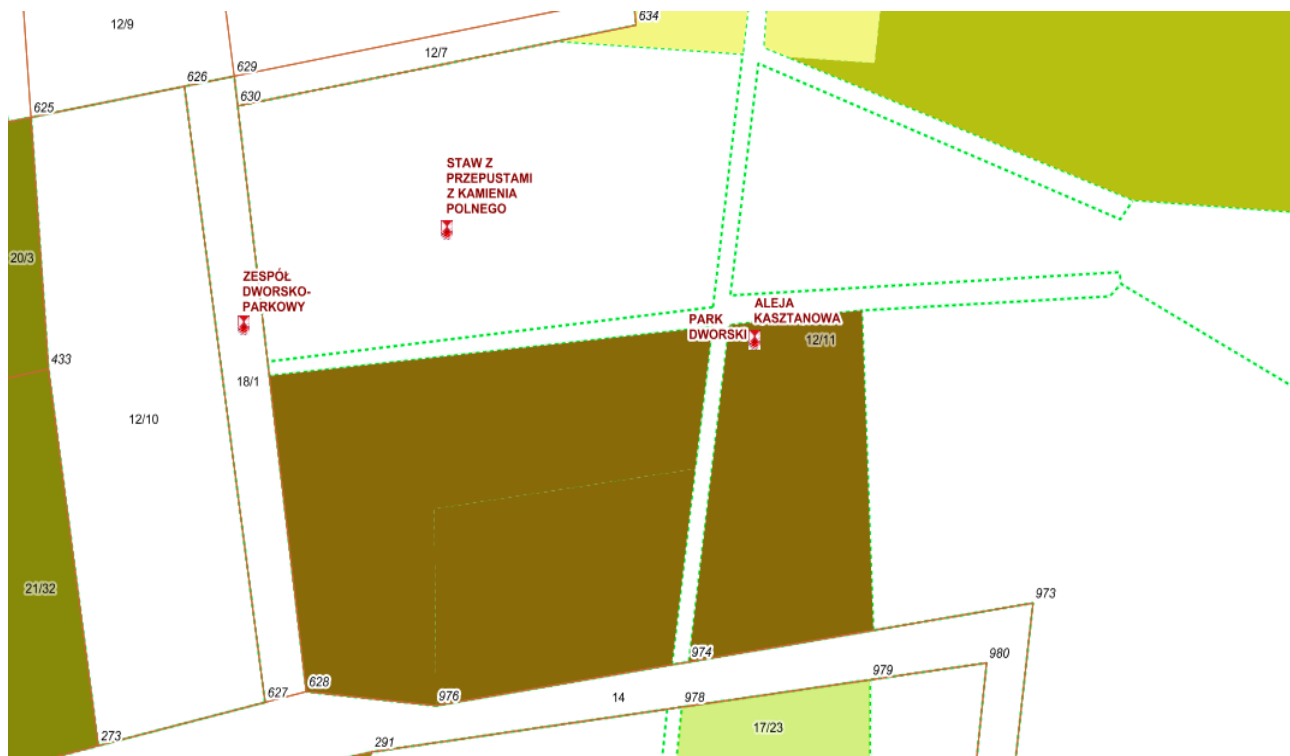 634
12/9
12/7
629
626
630
625
STAW Z
PRZEPUSTAMI
Z KAMIENIA
POLNEGO
20/3
ZESPÓŁ
DWORSKO-
PARKOWY
ALEJA
KASZTANOWA
PARK
DWORSKI
12/11
433
18/1
12/10
21/32
973
974
980
979
628
627
976
14
978
17/23
273
291